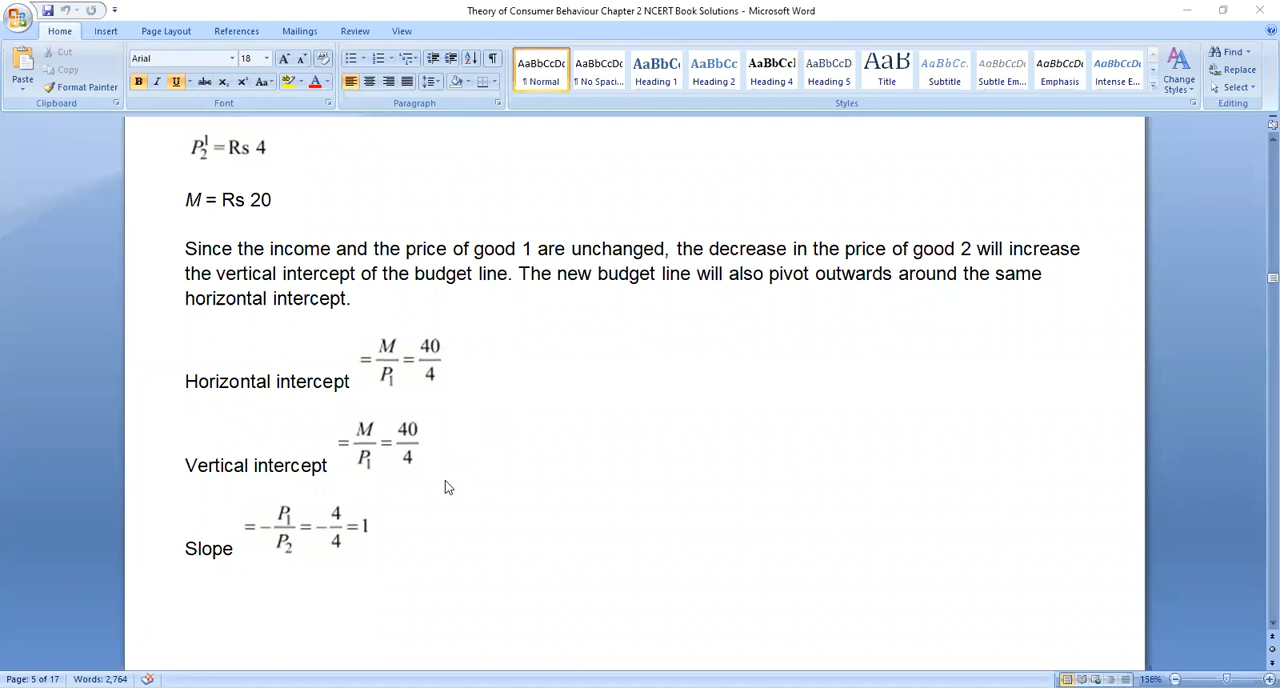 Theory of Consumer Behaviour Chapter 2 NCERT Book Solutions - Microsoft Word
Home Insert Page Layout References Mailings Review View
Paste
Cut
Copy
Format Painter
Clipboard
Arial 18
Font
Paragraph
AaBbCcDc AaBbCcDc AaBbC AaBbCc AaBbCc AaBbCcD AaB AaBbCc. AaBbCcDc AaBbCcDc AaBbCcDc
¶ Normal ¶ No Spaci... Heading 1 Heading 2 Heading 4 Heading 5 Title Subtitle Subtle Em... Emphasis Intense E...
Change Styles
Styles
Find
Replace
Select
Editing
P₂¹ = Rs 4
M = Rs 20
Since the income and the price of good 1 are unchanged, the decrease in the price of good 2 will increase
the vertical intercept of the budget line. The new budget line will also pivot outwards around the same
horizontal intercept.
Horizontal intercept = M/P₁ = 40/4
Vertical intercept = M/P₁ = 40/4
Slope = -P₁/P₂ = -4/4 = 1
Page: 5 of 17 Words: 2,764 156%